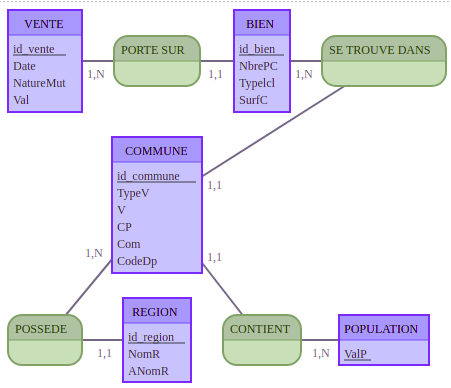 VENTE
id_vente
Date
NatureMut
Val
1,N
PORTE SUR
1,1
BIEN
id_bien
NbrePC
Typelcl
SurfC
1,N
SE TROUVE DANS
COMMUNE
id_commune
TypeV
V
CP
Com
CodeDp
1,1
1,N
1,1
POSSEDE
1,1
REGION
id_region
NomR
ANomR
CONTIENT
1,N
POPULATION
ValP